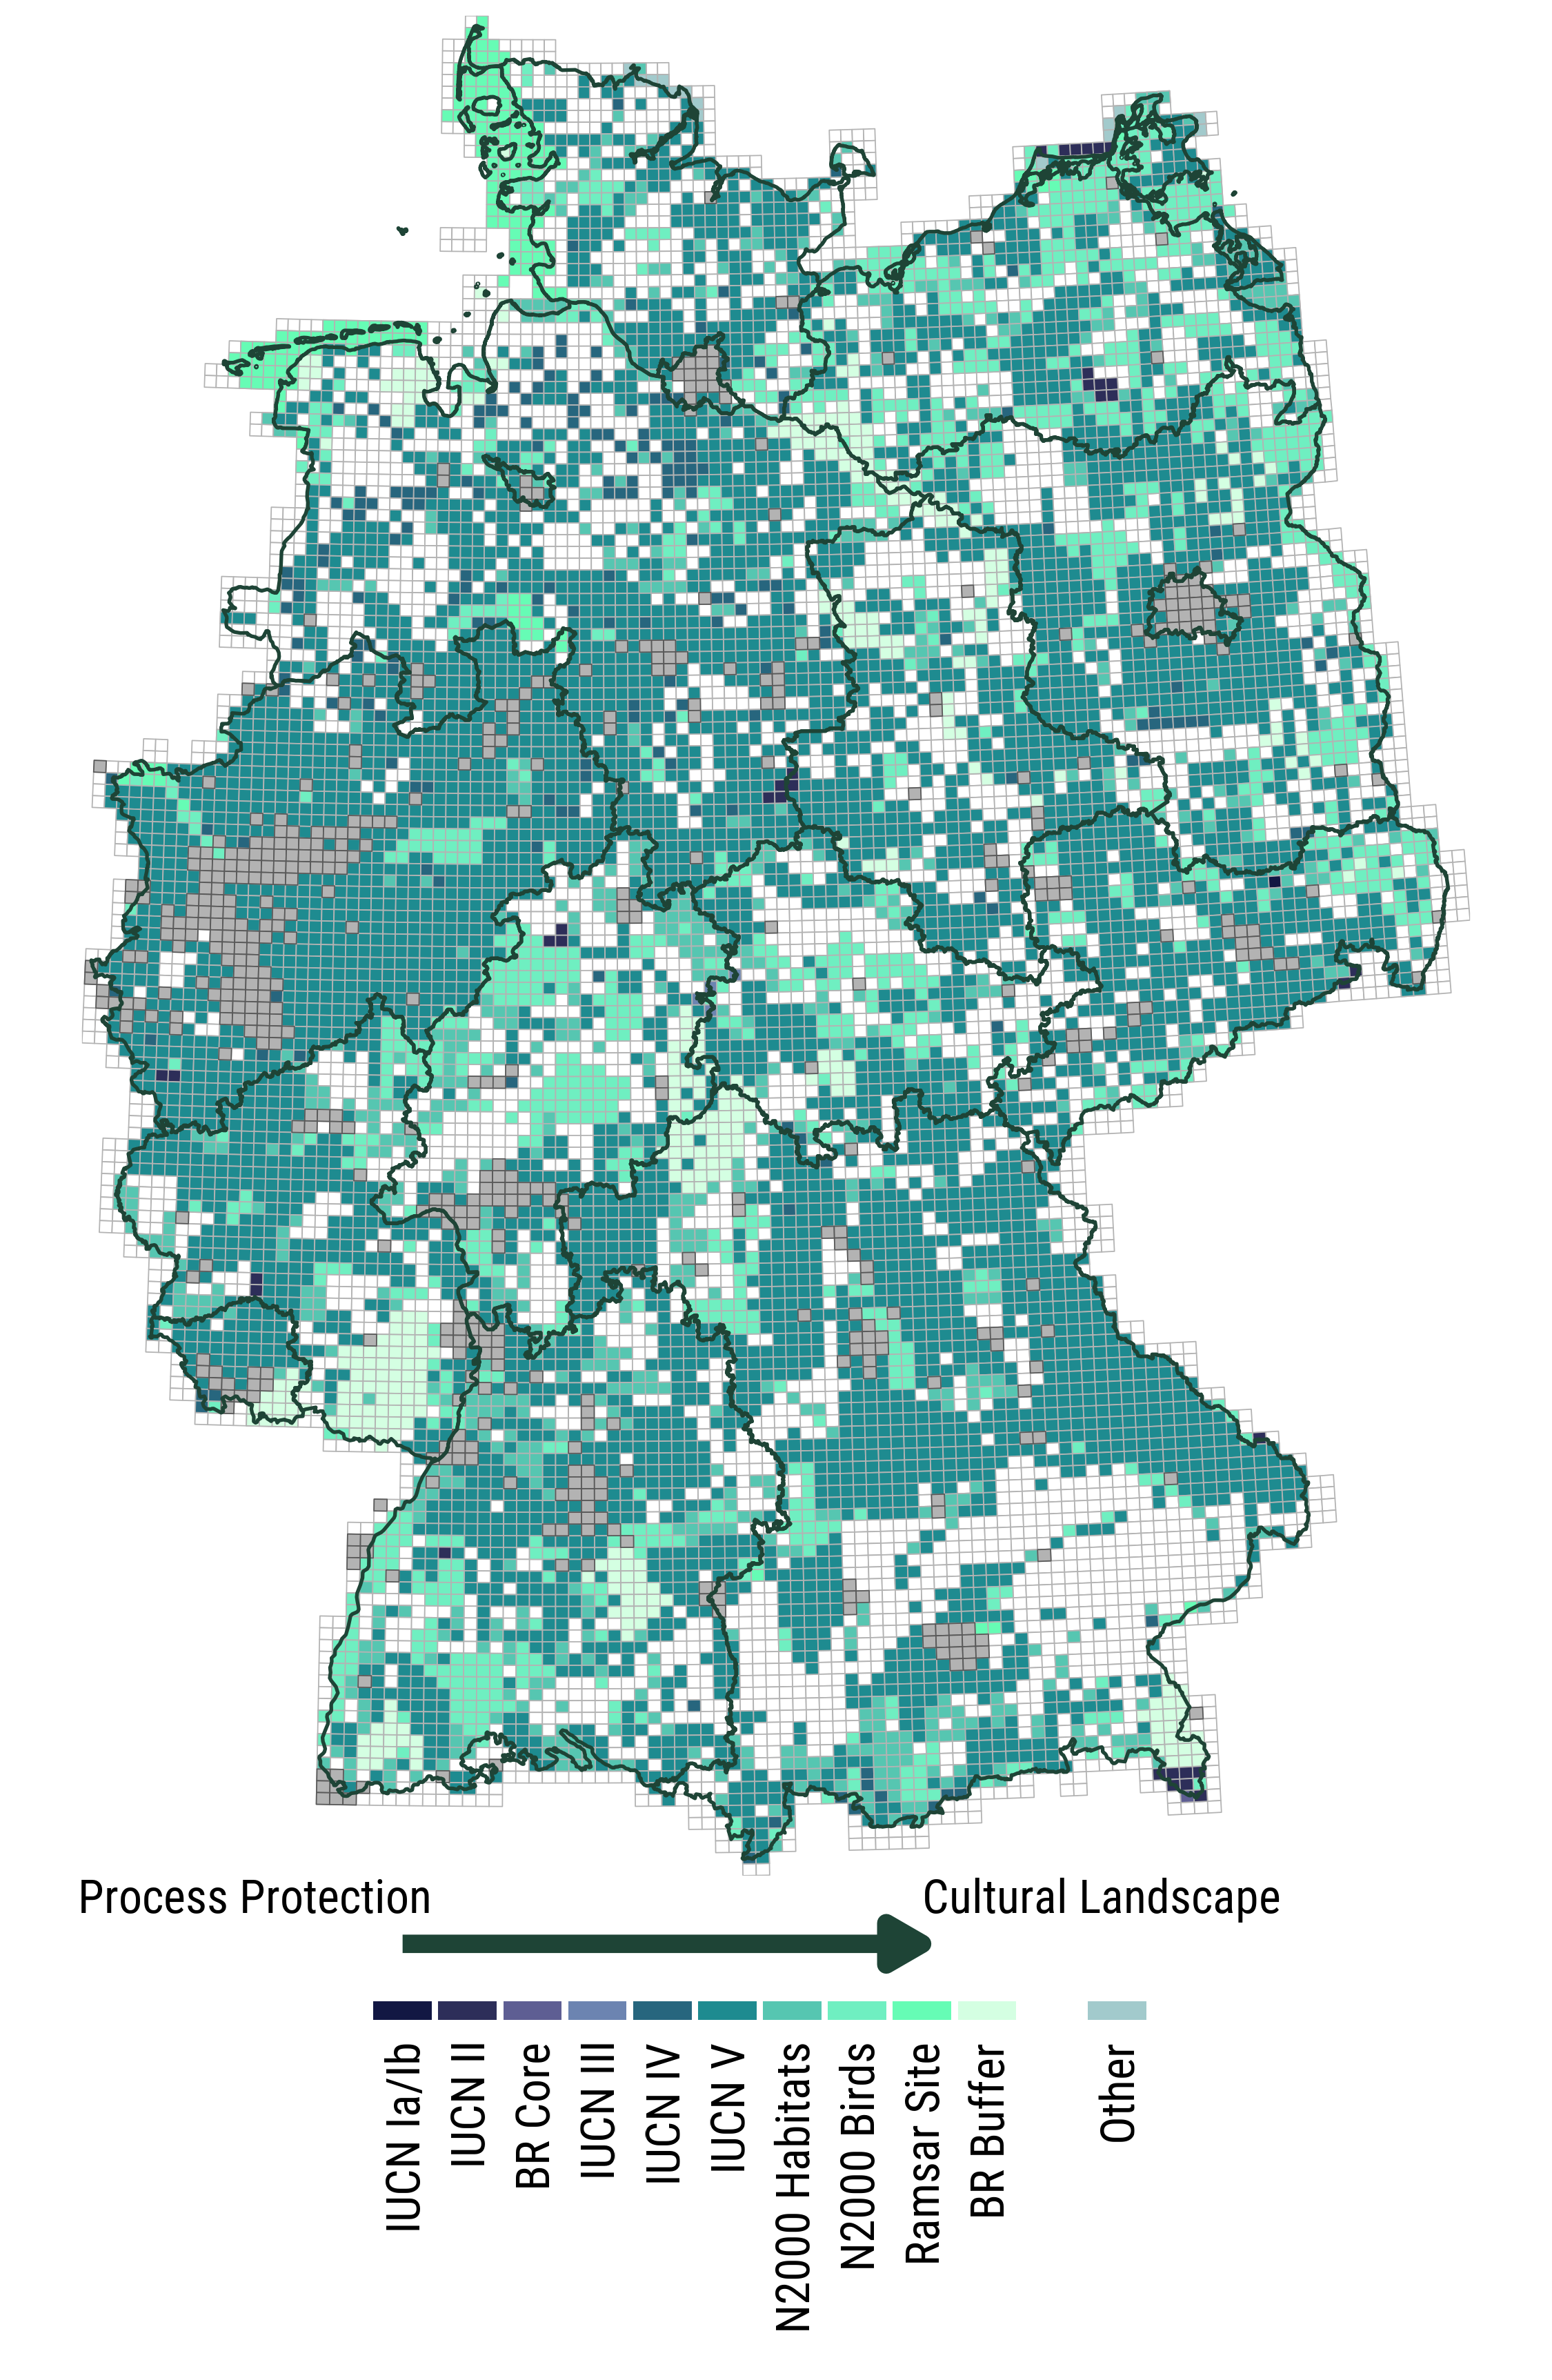 Process Protection
Cultural Landscape
IUCN Ia/Ib
IUCN II
BR Core
IUCN III
IUCN IV
IUCN V
N2000 Habitats
N2000 Birds
Ramsar Site
BR Buffer
Other